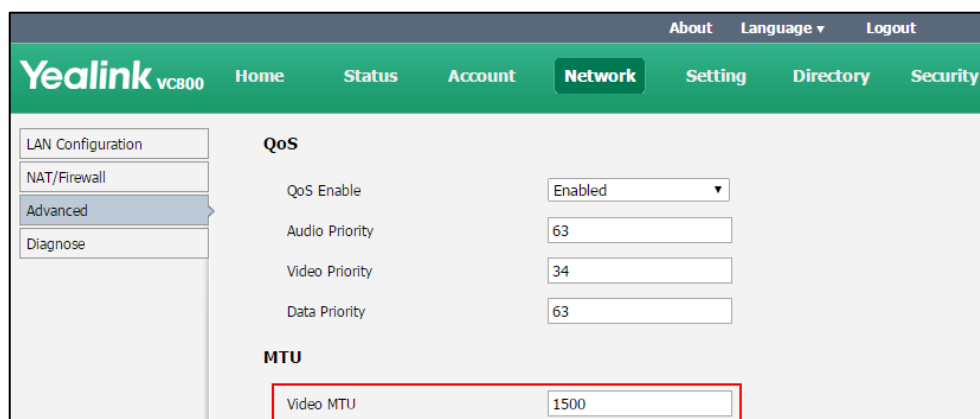 About Language ▾ Logout
Yealink VC800 Home Status Account Network Setting Directory Security
LAN Configuration
NAT/Firewall
Advanced
Diagnose
QoS
QoS Enable Enabled
Audio Priority 63
Video Priority 34
Data Priority 63
MTU
Video MTU 1500